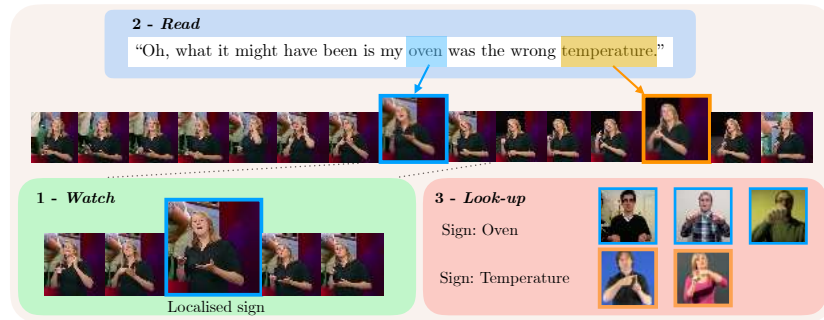 2 - Read
“Oh, what it might have been is my oven was the wrong temperature.”
1 - Watch
Localised sign
3 - Look-up
Sign: Oven
Sign: Temperature